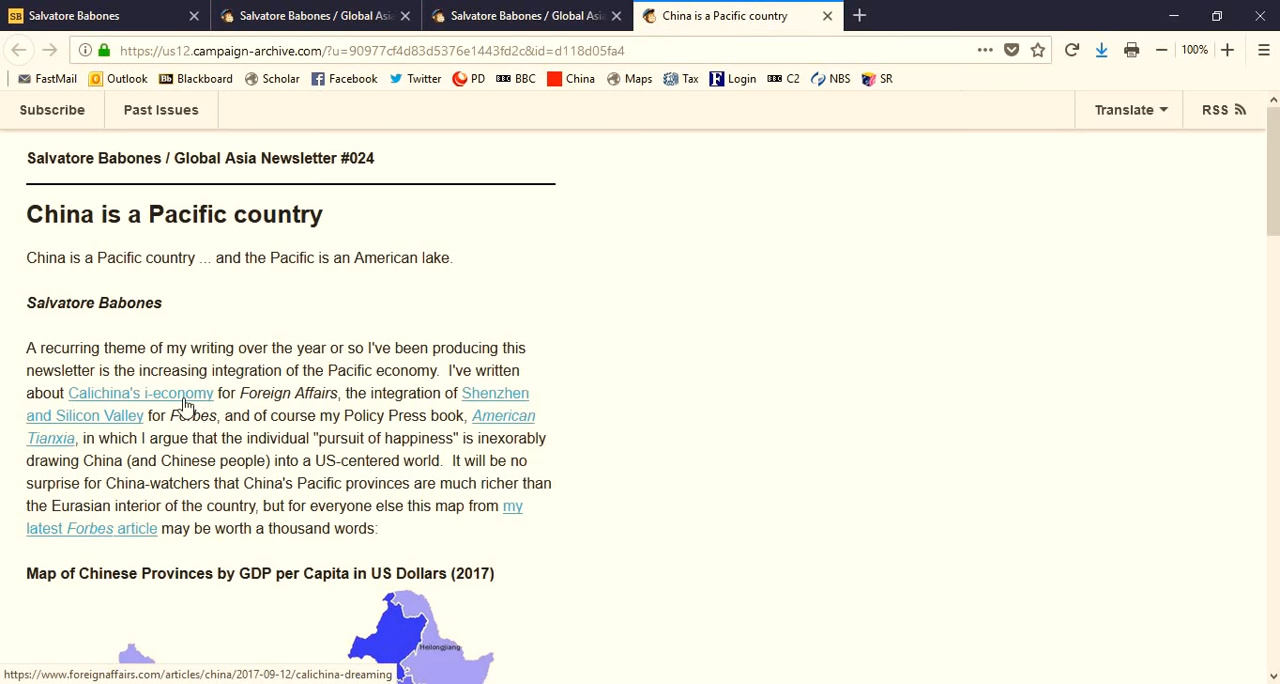 Salvatore Babones
Salvatore Babones / Global Asia
Salvatore Babones / Global Asia
China is a Pacific country
https://us12.campaign-archive.com/?u=90977cf4d83d5376e1443fd2c&id=d118d05fa4
100%
FastMail
Outlook
Bb Blackboard
Scholar
Facebook
Twitter
PD
BBC BBC
China
Maps
Tax
F Login
BBC C2
NBS
SR
Subscribe
Past Issues
Translate
RSS
Salvatore Babones / Global Asia Newsletter #024
China is a Pacific country
China is a Pacific country ... and the Pacific is an American lake.
Salvatore Babones
A recurring theme of my writing over the year or so I've been producing this
newsletter is the increasing integration of the Pacific economy. I've written
about Calichina's i-economy for Foreign Affairs, the integration of Shenzhen
and Silicon Valley for Forbes, and of course my Policy Press book, American
Tianxia, in which I argue that the individual "pursuit of happiness" is inexorably
drawing China (and Chinese people) into a US-centered world. It will be no
surprise for China-watchers that China's Pacific provinces are much richer than
the Eurasian interior of the country, but for everyone else this map from my
latest Forbes article may be worth a thousand words:
Map of Chinese Provinces by GDP per Capita in US Dollars (2017)
Heilongjiang
https://www.foreignaffairs.com/articles/china/2017-09-12/calichina-dreaming